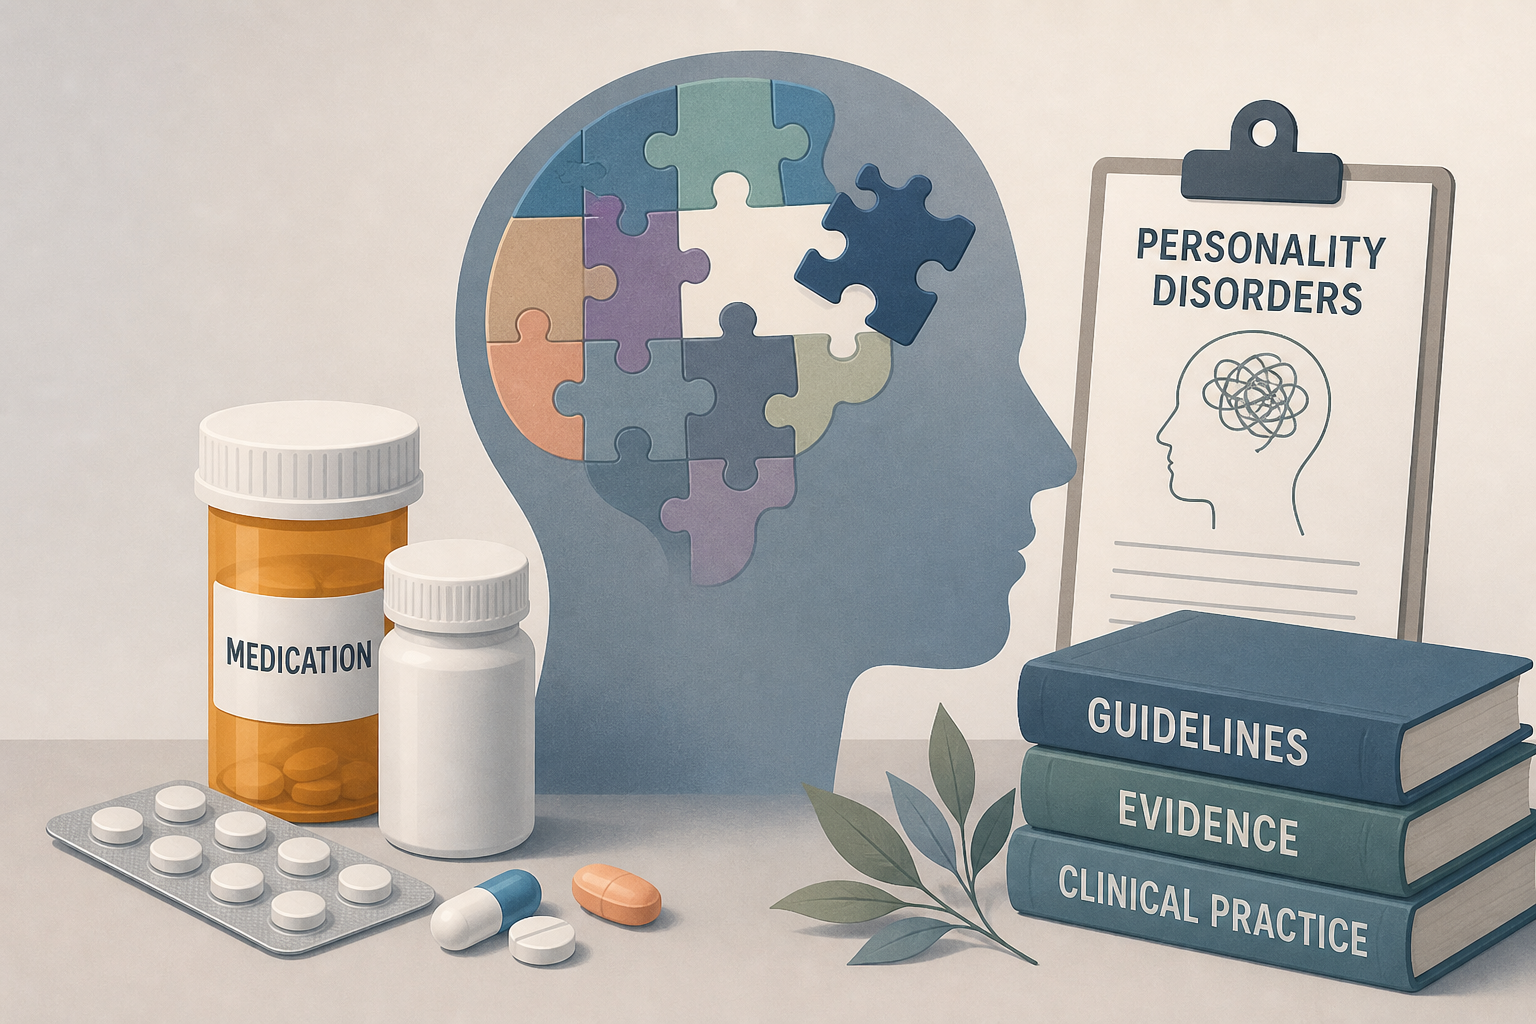 PERSONALITY
DISORDERS
MEDICATION
GUIDELINES
EVIDENCE
CLINICAL PRACTICE